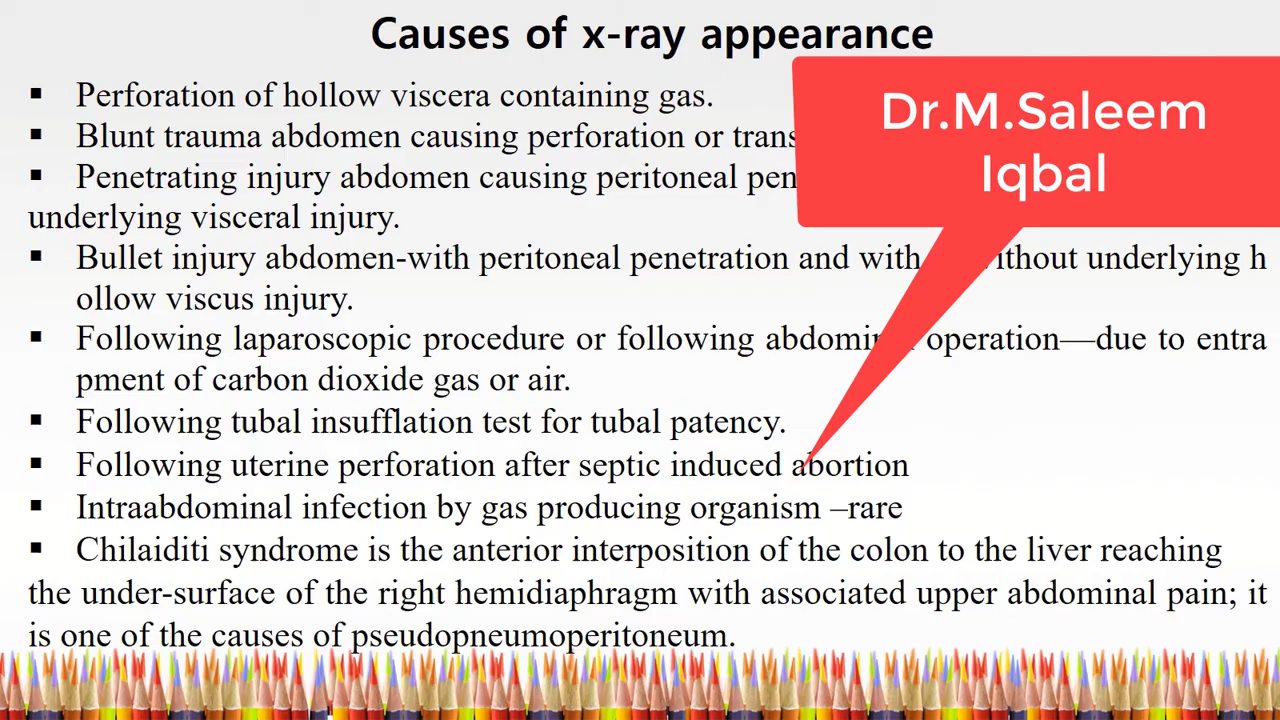 Causes of x-ray appearance
▪ Perforation of hollow viscera containing gas.
▪ Blunt trauma abdomen causing perforation or
▪ Penetrating injury abdomen causing peritoneal
underlying visceral injury.
▪ Bullet injury abdomen-with peritoneal penetration and with underlying h
ollow viscus injury.
▪ Following laparoscopic procedure or following operation—due to entra
pment of carbon dioxide gas or air.
▪ Following tubal insufflation test for tubal patency.
▪ Following uterine perforation after septic induced abortion
▪ Intraabdominal infection by gas producing organism –rare
▪ Chilaiditi syndrome is the anterior interposition of the colon to the liver reaching
the under-surface of the right hemidiaphragm with associated upper abdominal pain; it
is one of the causes of pseudopneumoperitoneum.
Dr.M.Saleem
Iqbal